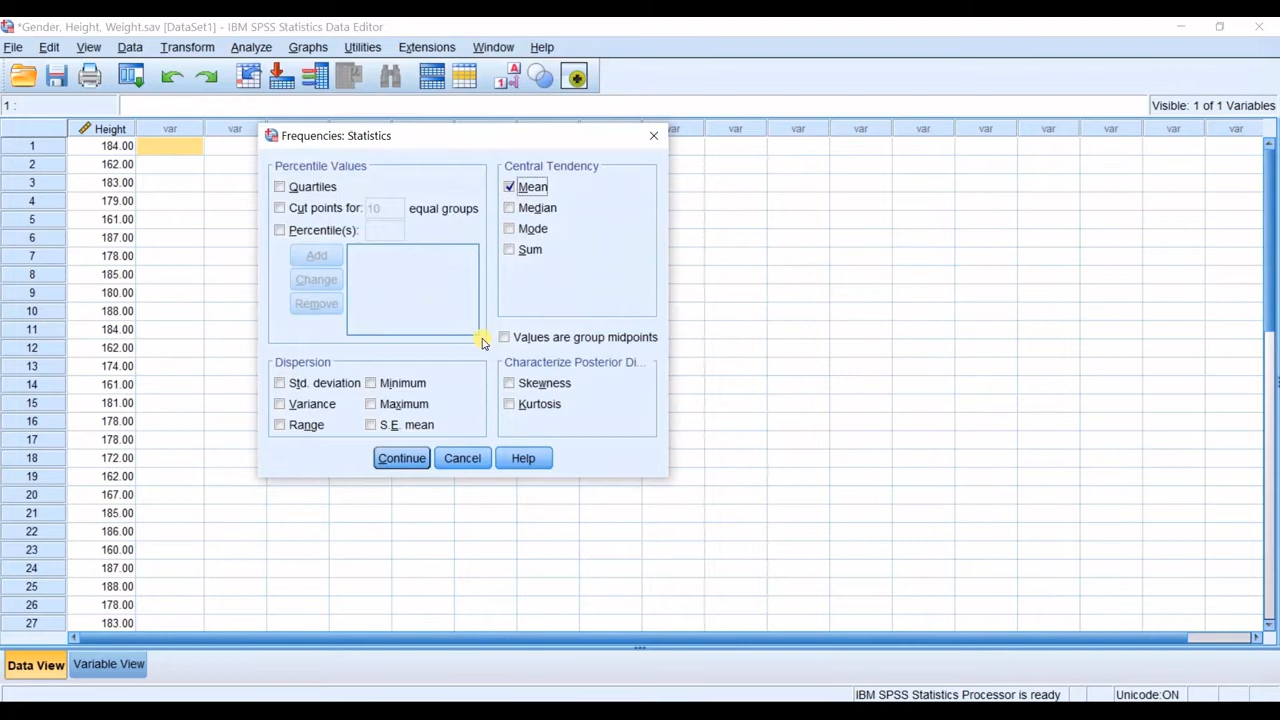 *Gender, Height, Weight.sav [DataSet1] - IBM SPSS Statistics Data Editor
File Edit View Data Transform Analyze Graphs Utilities Extensions Window Help
1 :
Visible: 1 of 1 Variables
Height var var var var var var var var var var
1 184.00
2 162.00
3 183.00
4 179.00
5 161.00
6 187.00
7 178.00
8 185.00
9 180.00
10 188.00
11 184.00
12 162.00
13 174.00
14 161.00
15 181.00
16 178.00
17 178.00
18 172.00
19 162.00
20 167.00
21 185.00
22 186.00
23 160.00
24 187.00
25 188.00
26 178.00
27 183.00
Frequencies: Statistics
Percentile Values
Quartiles
Cut points for: 10 equal groups
Percentile(s):
Add
Change
Remove
Central Tendency
Mean
Median
Mode
Sum
Values are group midpoints
Dispersion
Std. deviation Minimum
Variance Maximum
Range S.E. mean
Characterize Posterior Di...
Skewness
Kurtosis
Continue Cancel Help
Data View Variable View
IBM SPSS Statistics Processor is ready Unicode:ON